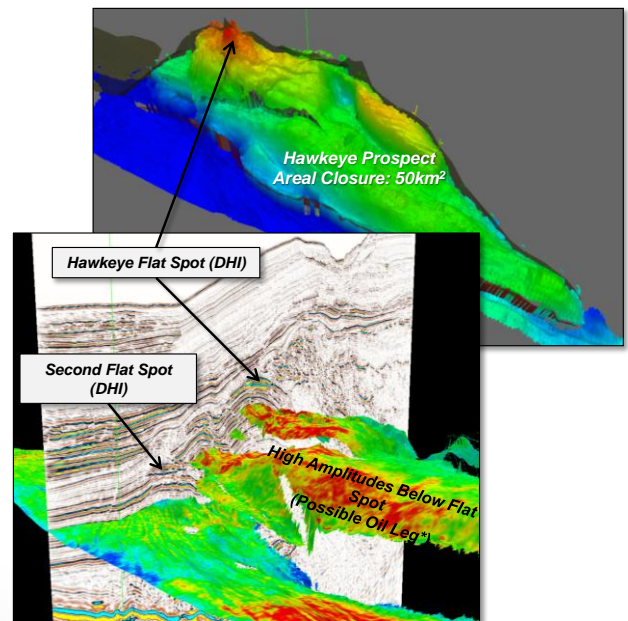 Hawkeye Prospect
Areal Closure: 50km²
Hawkeye Flat Spot (DHI)
Second Flat Spot
(DHI)
High Amplitudes Below Flat
Spot
(Possible Oil Leg*)